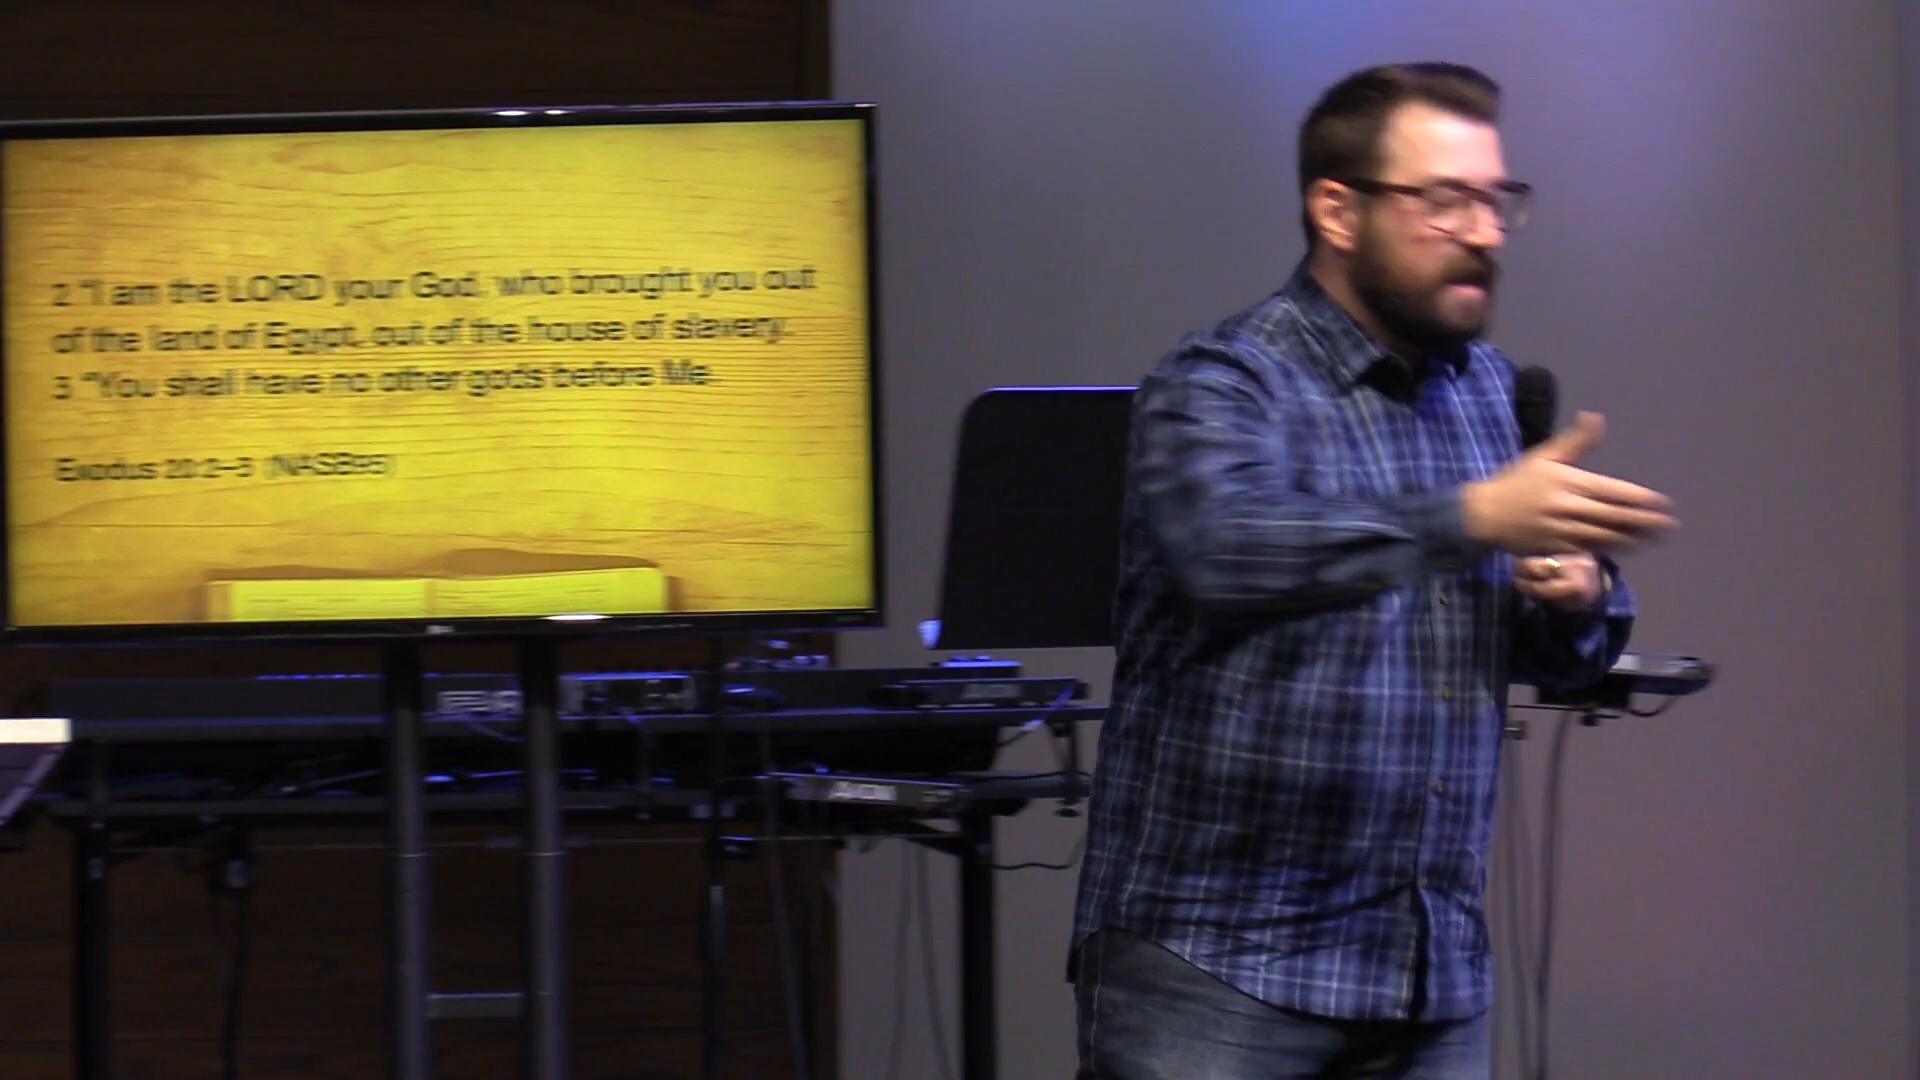 2 "I am the LORD your God, who brought you out
of the land of Egypt, out of the house of slavery.
3 "You shall have no other gods before Me.
Exodus 20:2–3 (NASB95)